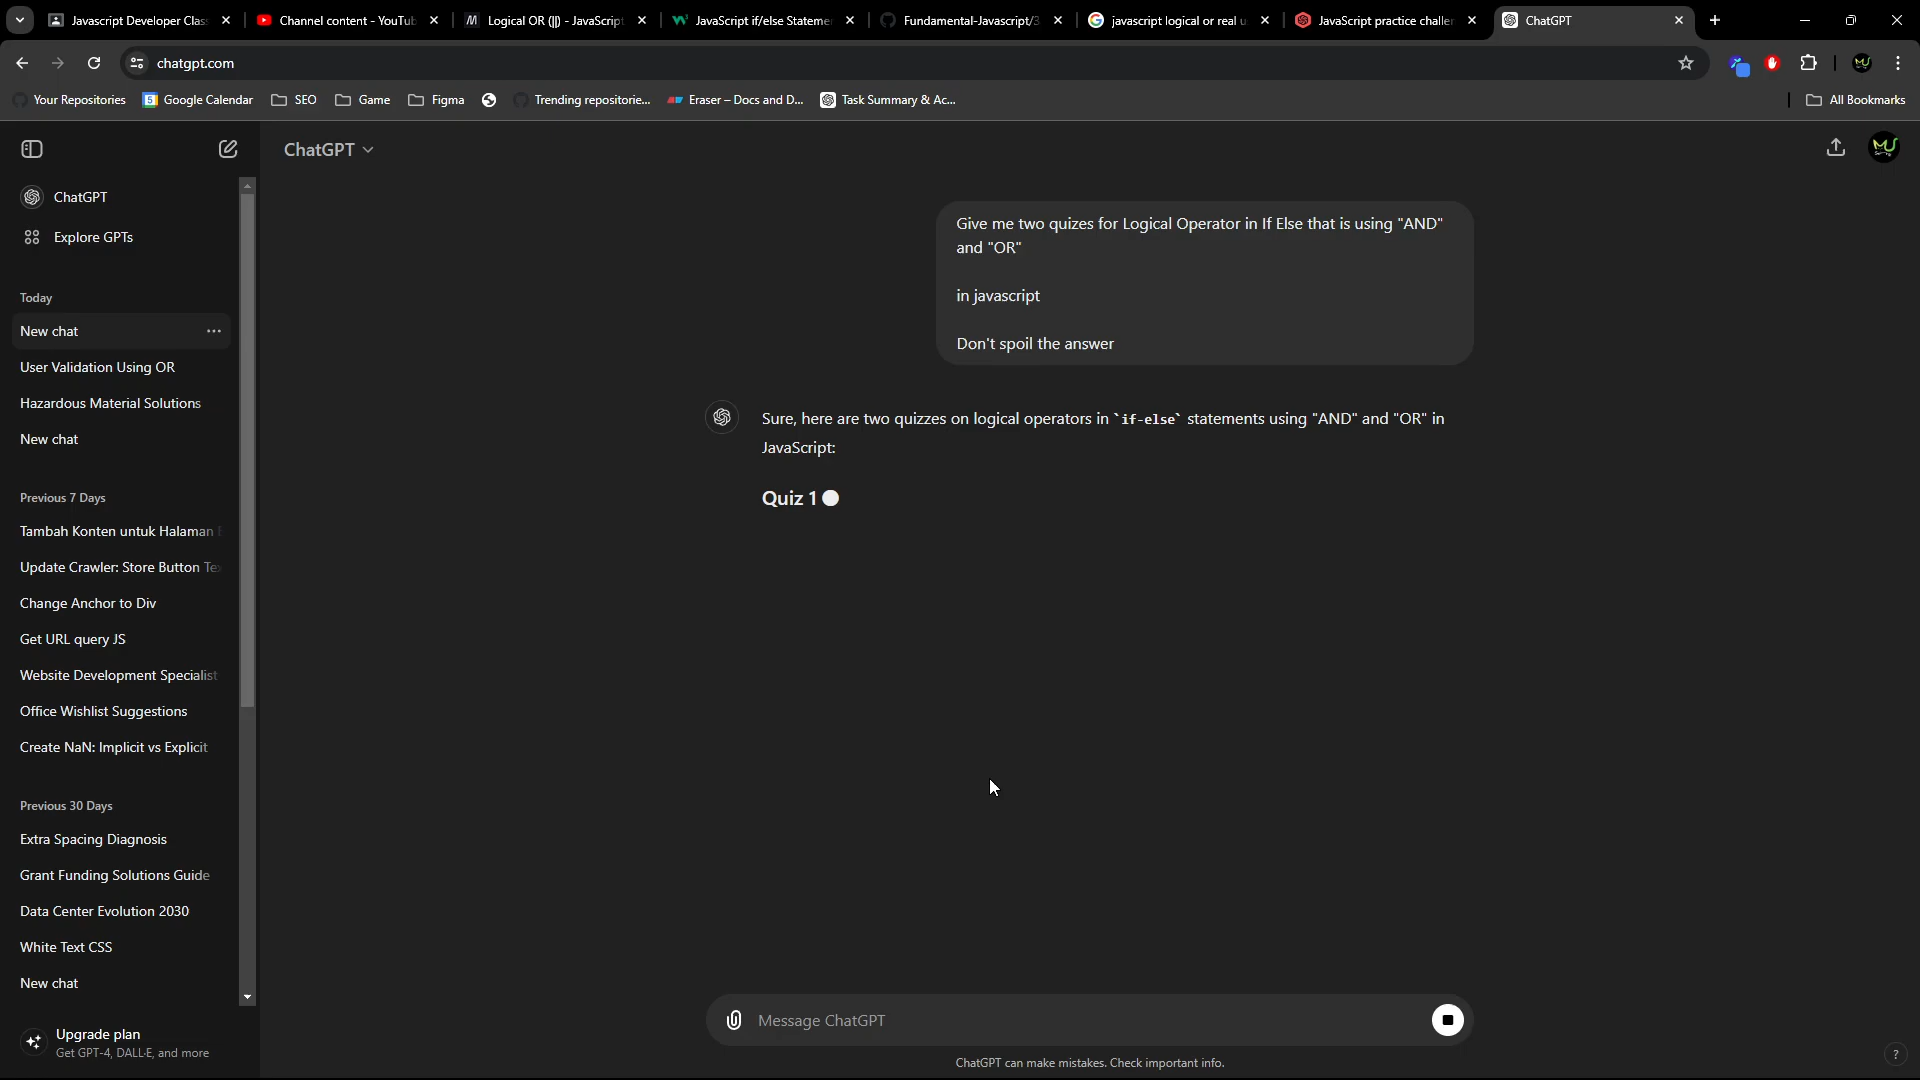 Javascript Developer Clas
Channel content - YouTub
Logical OR (||) - JavaScript
JavaScript if/else Stateme
Fundamental-Javascript/3
javascript logical or real u
JavaScript practice challe
ChatGPT
chatgpt.com
Your Repositories
Google Calendar
SEO
Game
Figma
Trending repositorie...
Eraser – Docs and D...
Task Summary & Ac...
All Bookmarks
ChatGPT
Explore GPTs
Today
New chat
User Validation Using OR
Hazardous Material Solutions
New chat
Previous 7 Days
Tambah Konten untuk Halaman
Update Crawler: Store Button Te
Change Anchor to Div
Get URL query JS
Website Development Specialist
Office Wishlist Suggestions
Create NaN: Implicit vs Explicit
Previous 30 Days
Extra Spacing Diagnosis
Grant Funding Solutions Guide
Data Center Evolution 2030
White Text CSS
New chat
Upgrade plan
Get GPT-4, DALL·E, and more
ChatGPT
Give me two quizes for Logical Operator in If Else that is using "AND"
and "OR"
in javascript
Don't spoil the answer
Sure, here are two quizzes on logical operators in `if-else` statements using "AND" and "OR" in
JavaScript:
Quiz 1
Message ChatGPT
ChatGPT can make mistakes. Check important info.
?